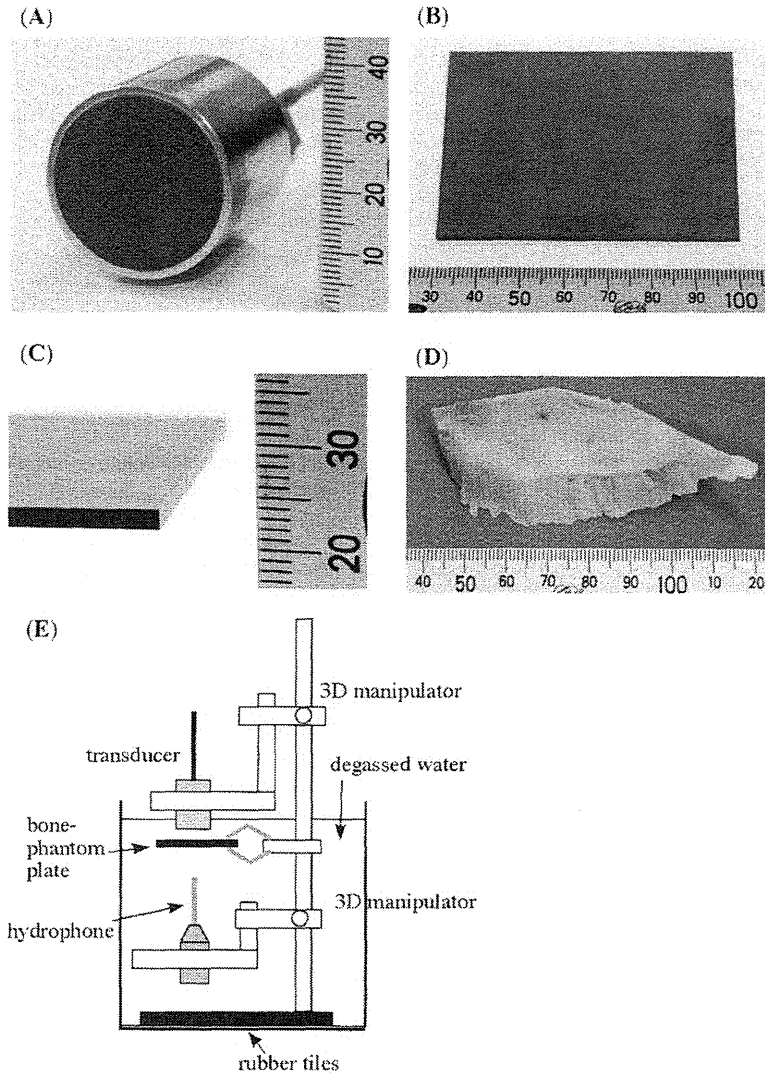 (A)
40
30
20
10
(B)
30 40 50 60 70 80 90 100
(C)
30
20
(D)
40 50 60 70 80 90 100 10 20
(E)
3D manipulator
transducer
degassed water
bone-
phantom
plate
3D manipulator
hydrophone
rubber tiles